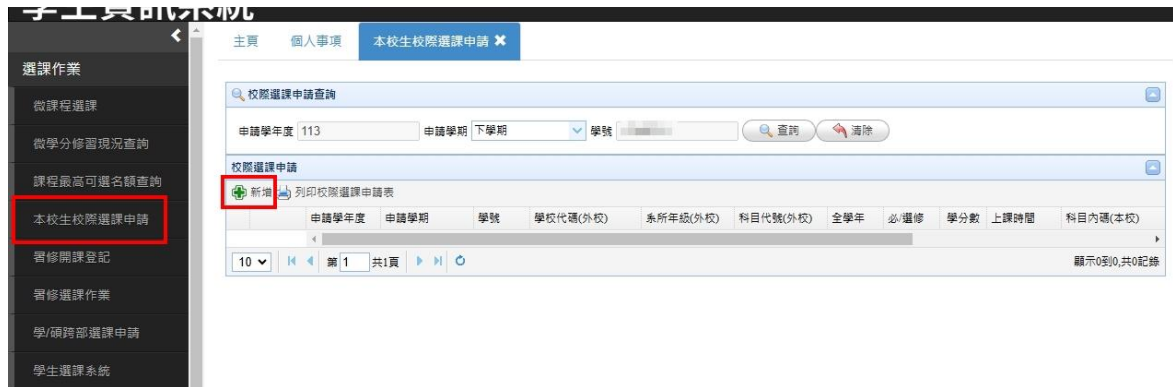 學生資訊系統
主頁 個人事項 本校生校際選課申請
選課作業
微課程選課
微學分修習現況查詢
課程最高可選名額查詢
本校生校際選課申請
暑修開課登記
暑修選課作業
學/碩跨部選課申請
學生選課系統
校際選課申請查詢
申請學年度 113 申請學期 下學期 學號 查詢 清除
校際選課申請
新增 列印校際選課申請表
申請學年度 申請學期 學號 學校代碼(外校) 系所年級(外校) 科目代號(外校) 全學年 必/選修 學分數 上課時間 科目內碼(本校)
10 第 1 共1頁 顯示0到0,共0記錄